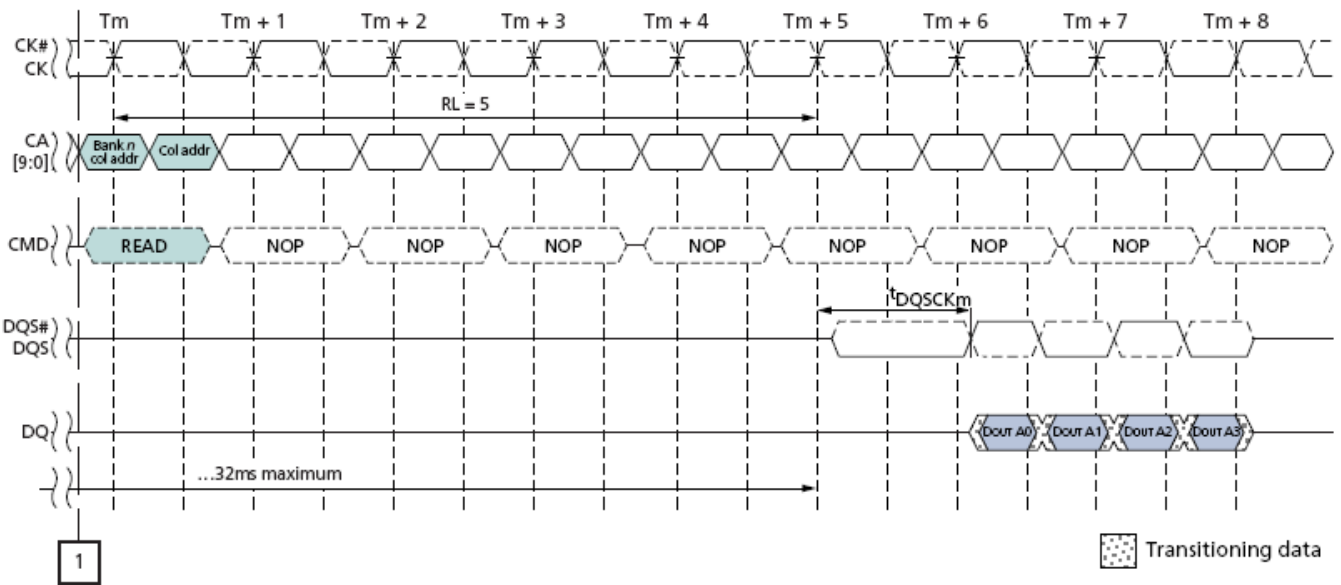 Tm Tm + 1 Tm + 2 Tm + 3 Tm + 4 Tm + 5 Tm + 6 Tm + 7 Tm + 8
CK#
CK
RL = 5
CA
[9:0]
Bank n
col addr
Col addr
CMD READ NOP NOP NOP NOP NOP NOP NOP NOP
tDQSCKm
DQS#
DQS
DQ DOUT A0 DOUT A1 DOUT A2 DOUT A3
...32ms maximum
1
Transitioning data